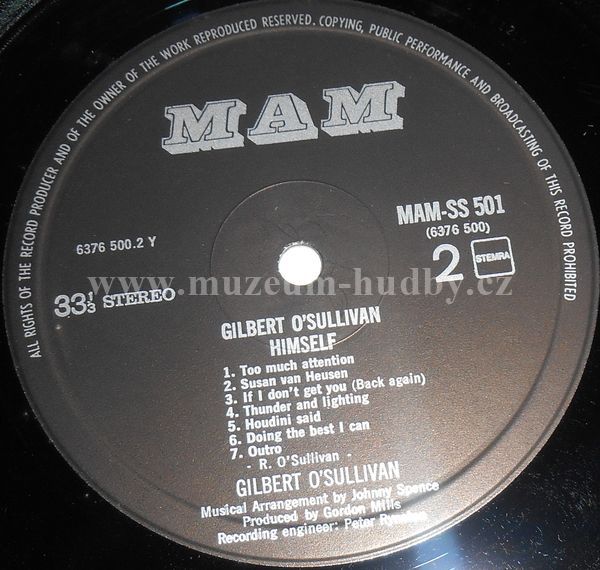 ALL RIGHTS OF THE RECORD PRODUCER AND OF THE OWNER OF THE WORK REPRODUCED RESERVED. COPYING, PUBLIC PERFORMANCE AND BROADCASTING OF THIS RECORD PROHIBITED
MAM
MAM-SS 501
(6376 500)
6376 500.2 Y
2
STEMRA
www.muzeum-hudby.cz
33⅓ STEREO
GILBERT O'SULLIVAN
HIMSELF
1. Too much attention
2. Susan van Heusen
3. If I don't get you (Back again)
4. Thunder and lighting
5. Houdini said
6. Doing the best I can
7. Outro
- R. O'Sullivan -
GILBERT O'SULLIVAN
Musical Arrangement by Johnny Spence
Produced by Gordon Mills
Recording engineer: Peter